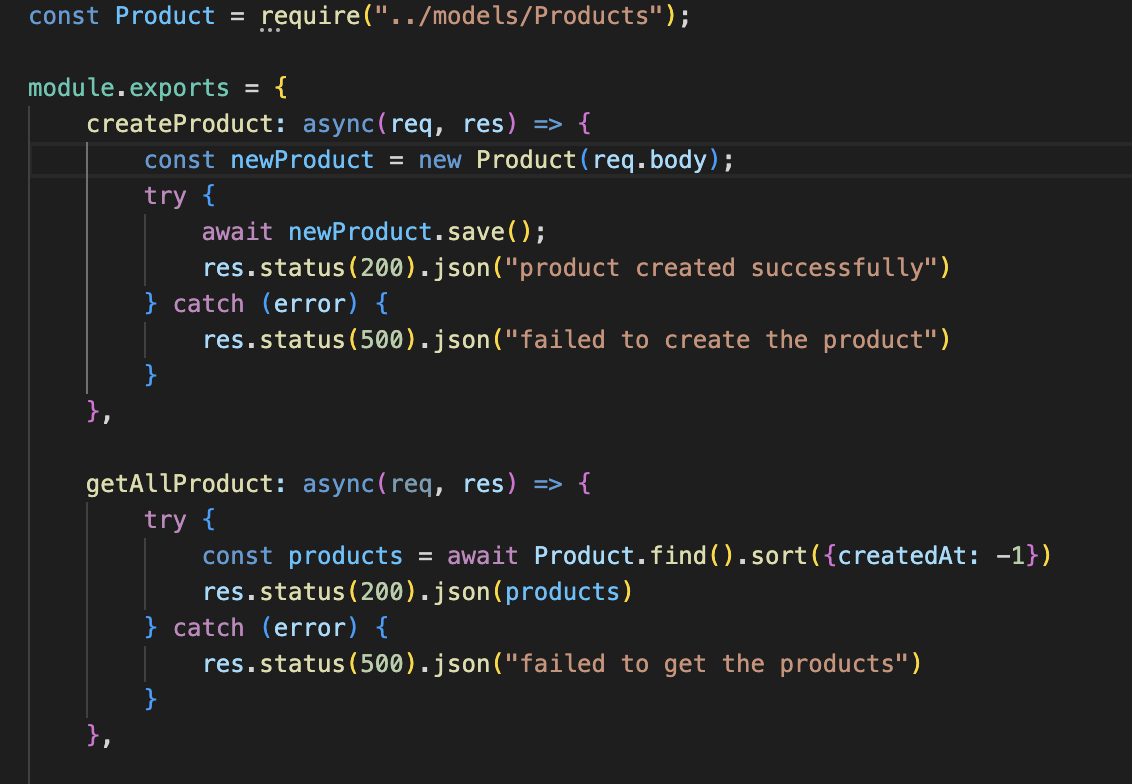 const Product = require("../models/Products");
module.exports = {
createProduct: async(req, res) => {
const newProduct = new Product(req.body);
try {
await newProduct.save();
res.status(200).json("product created successfully")
} catch (error) {
res.status(500).json("failed to create the product")
}
},
getAllProduct: async(req, res) => {
try {
const products = await Product.find().sort({createdAt: -1})
res.status(200).json(products)
} catch (error) {
res.status(500).json("failed to get the products")
}
},